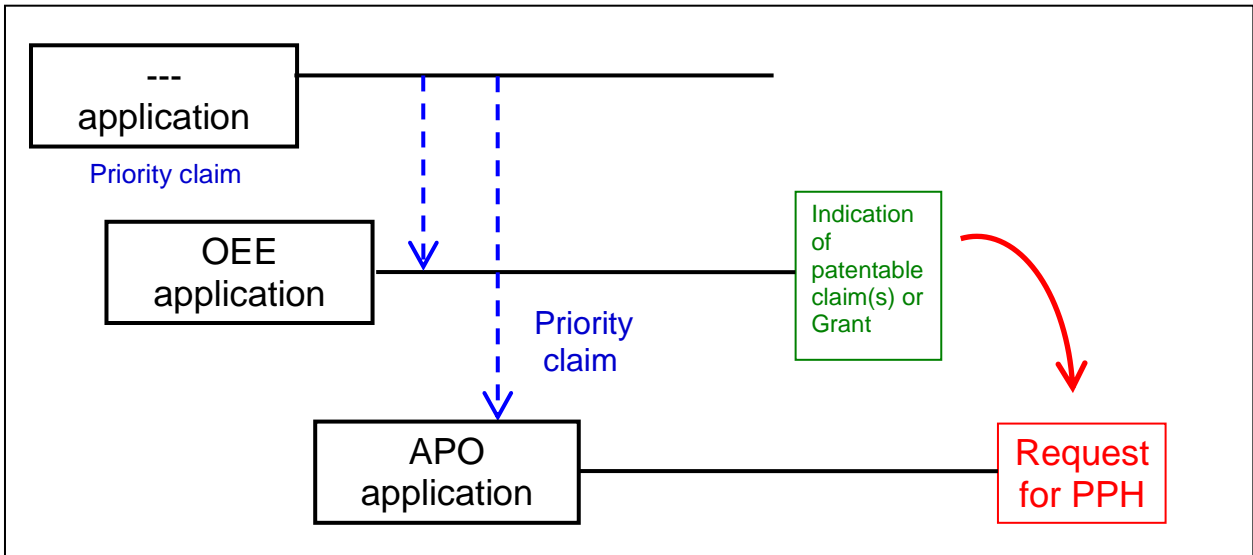 ---
application
Priority claim
OEE
application
Indication
of
patentable
claim(s) or
Grant
Priority
claim
APO
application
Request
for PPH